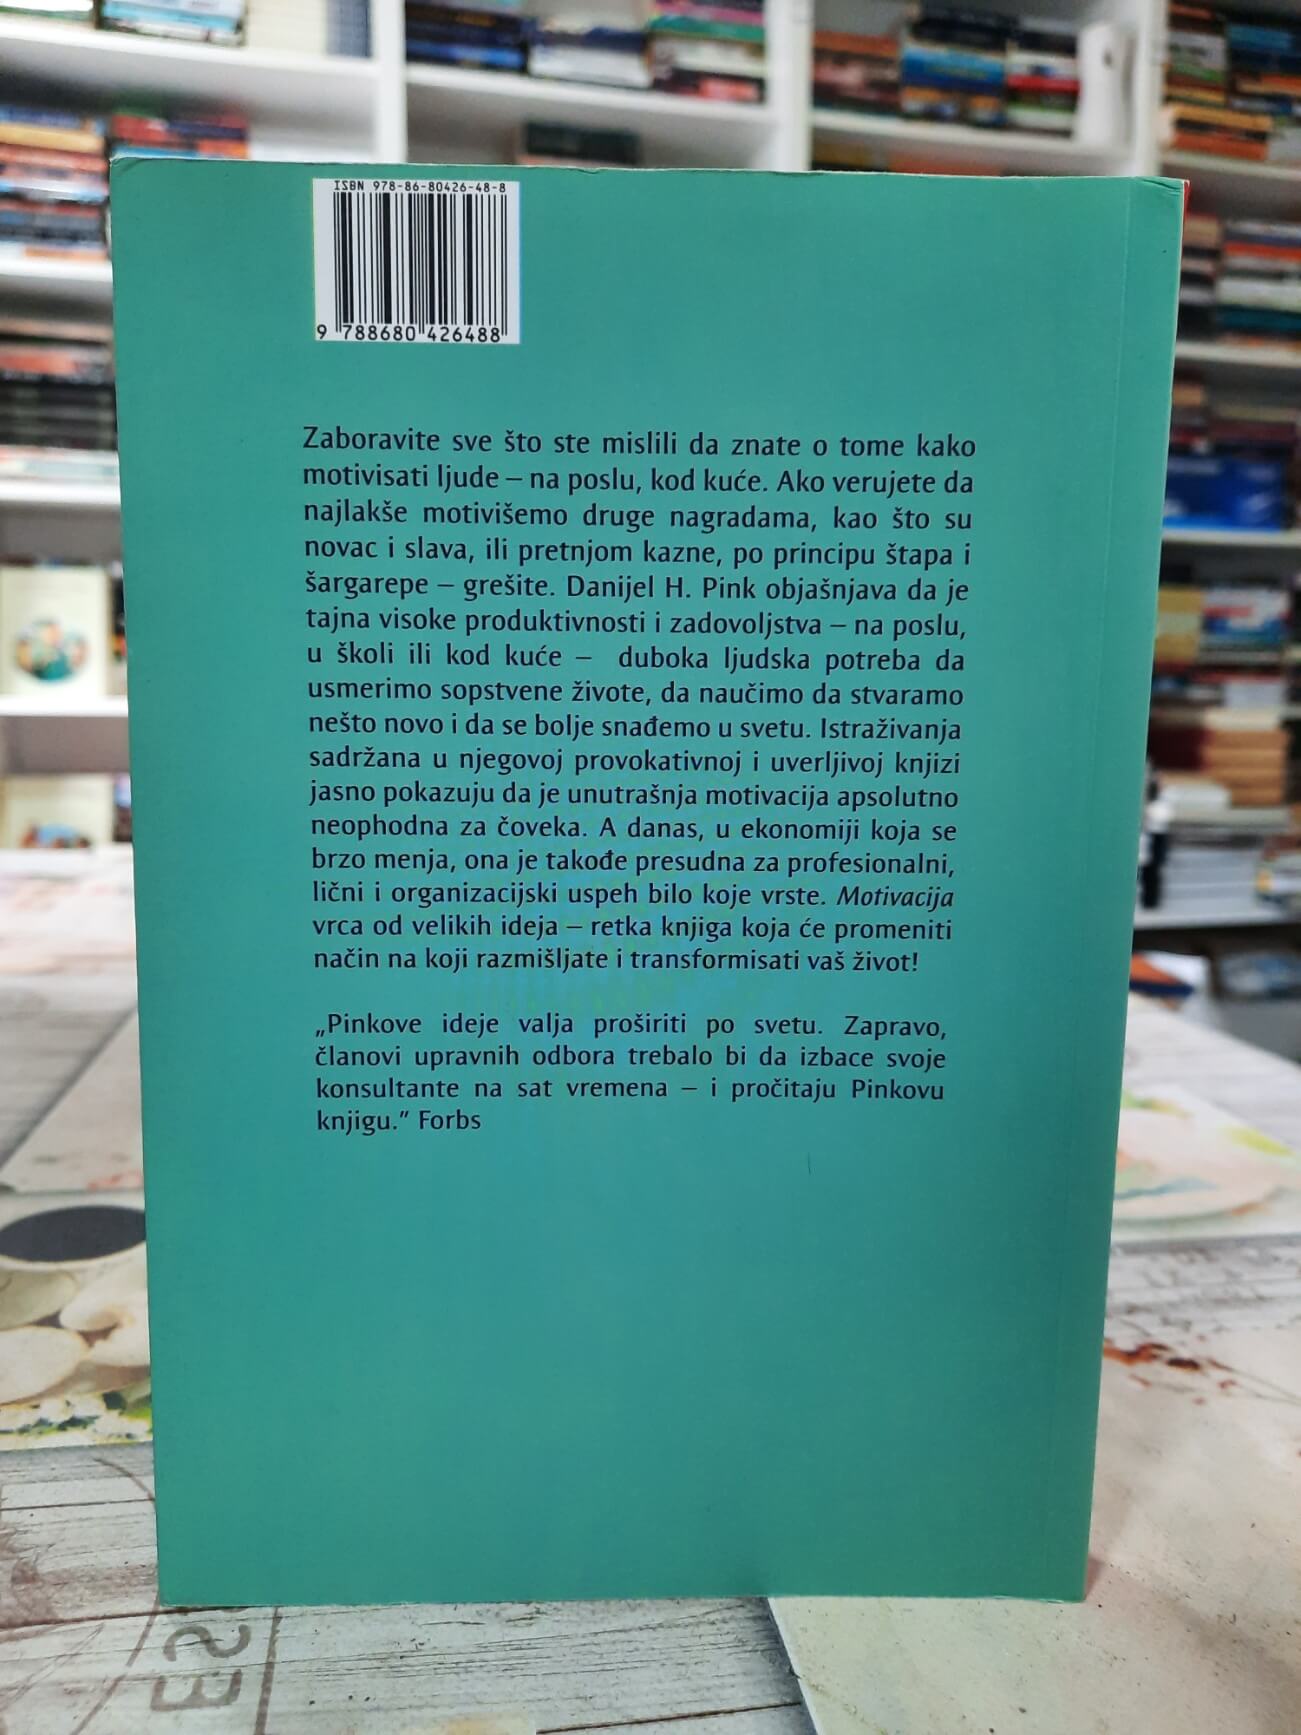 ISBN 978-86-80426-48-8
9 788680 426488
Zaboravite sve što ste mislili da znate o tome kako
motivisati ljude – na poslu, kod kuće. Ako verujete da
najlakše motivišemo druge nagradama, kao što su
novac i slava, ili pretnjom kazne, po principu štapa i
šargarepe – grešite. Danijel H. Pink objašnjava da je
tajna visoke produktivnosti i zadovoljstva – na poslu,
u školi ili kod kuće – duboka ljudska potreba da
usmerimo sopstvene živote, da naučimo da stvaramo
nešto novo i da se bolje snađemo u svetu. Istraživanja
sadržana u njegovoj provokativnoj i uverljivoj knjizi
jasno pokazuju da je unutrašnja motivacija apsolutno
neophodna za čoveka. A danas, u ekonomiji koja se
brzo menja, ona je takođe presudna za profesionalni,
lični i organizacijski uspeh bilo koje vrste. Motivacija
vrca od velikih ideja – retka knjiga koja će promeniti
način na koji razmišljate i transformisati vaš život!
„Pinkove ideje valja proširiti po svetu. Zapravo,
članovi upravnih odbora trebalo bi da izbace svoje
konsultante na sat vremena – i pročitaju Pinkovu
knjigu.” Forbs